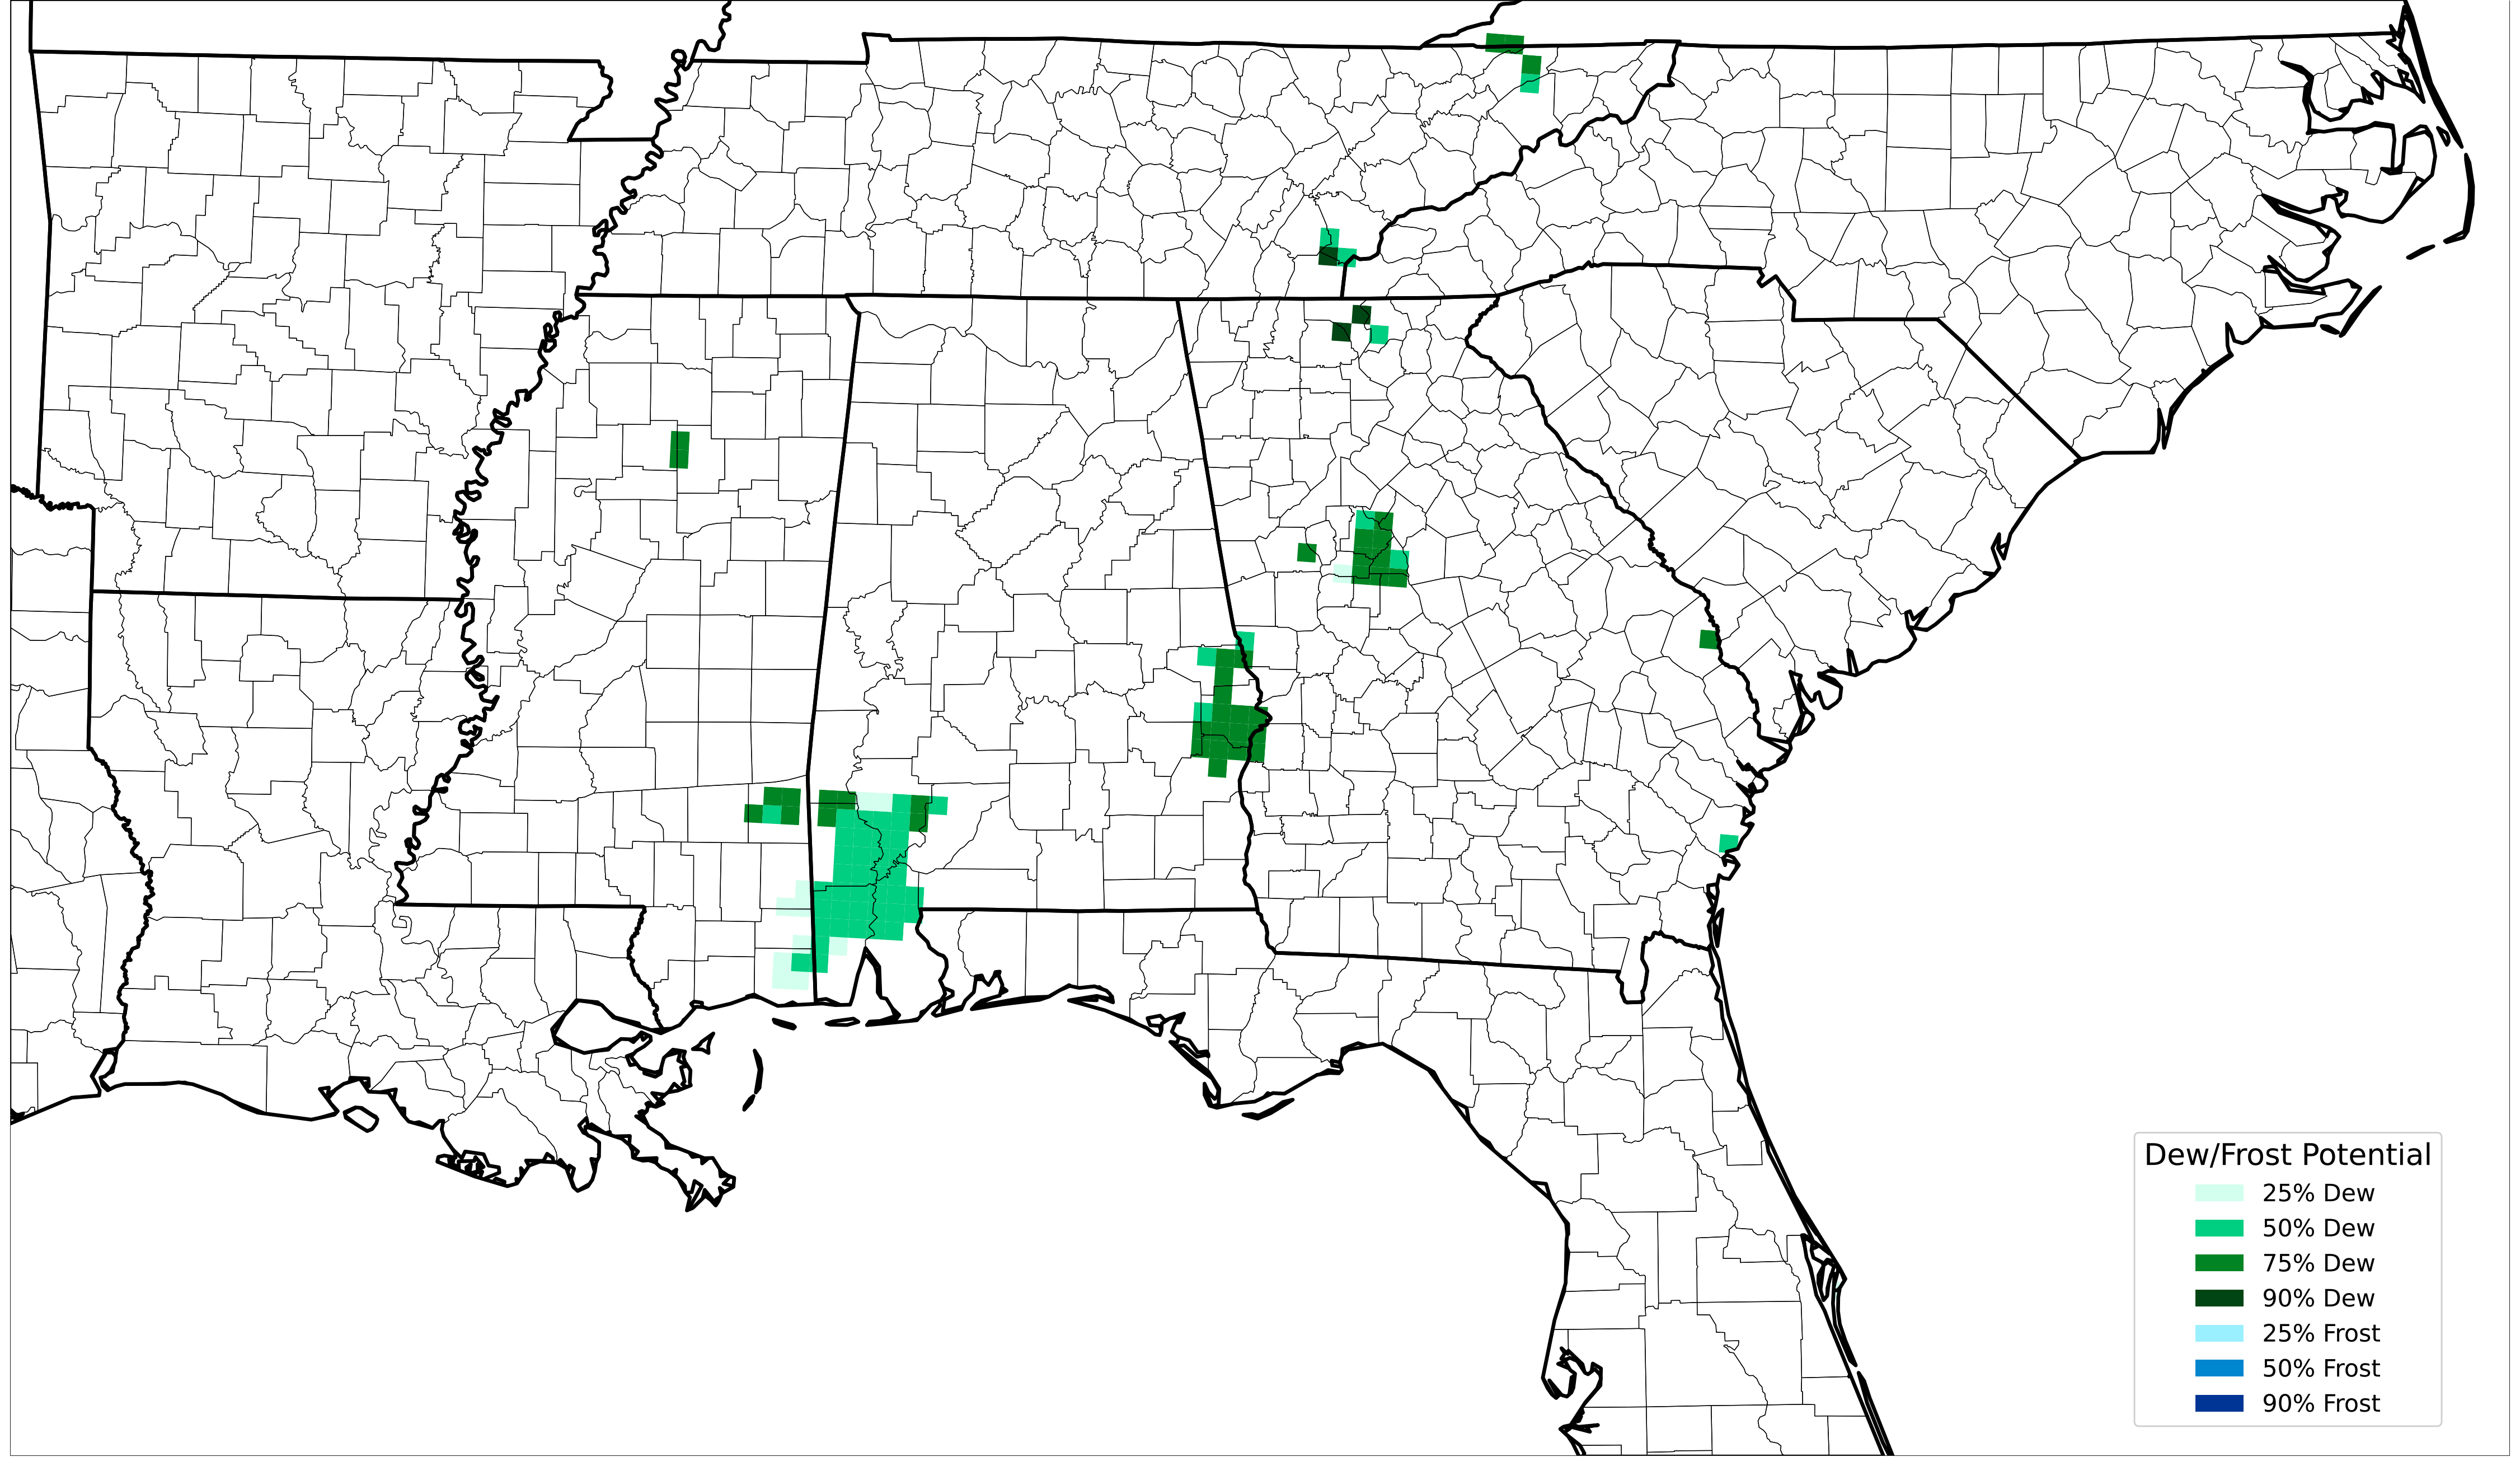 Dew/Frost Potential
25% Dew
50% Dew
75% Dew
90% Dew
25% Frost
50% Frost
90% Frost